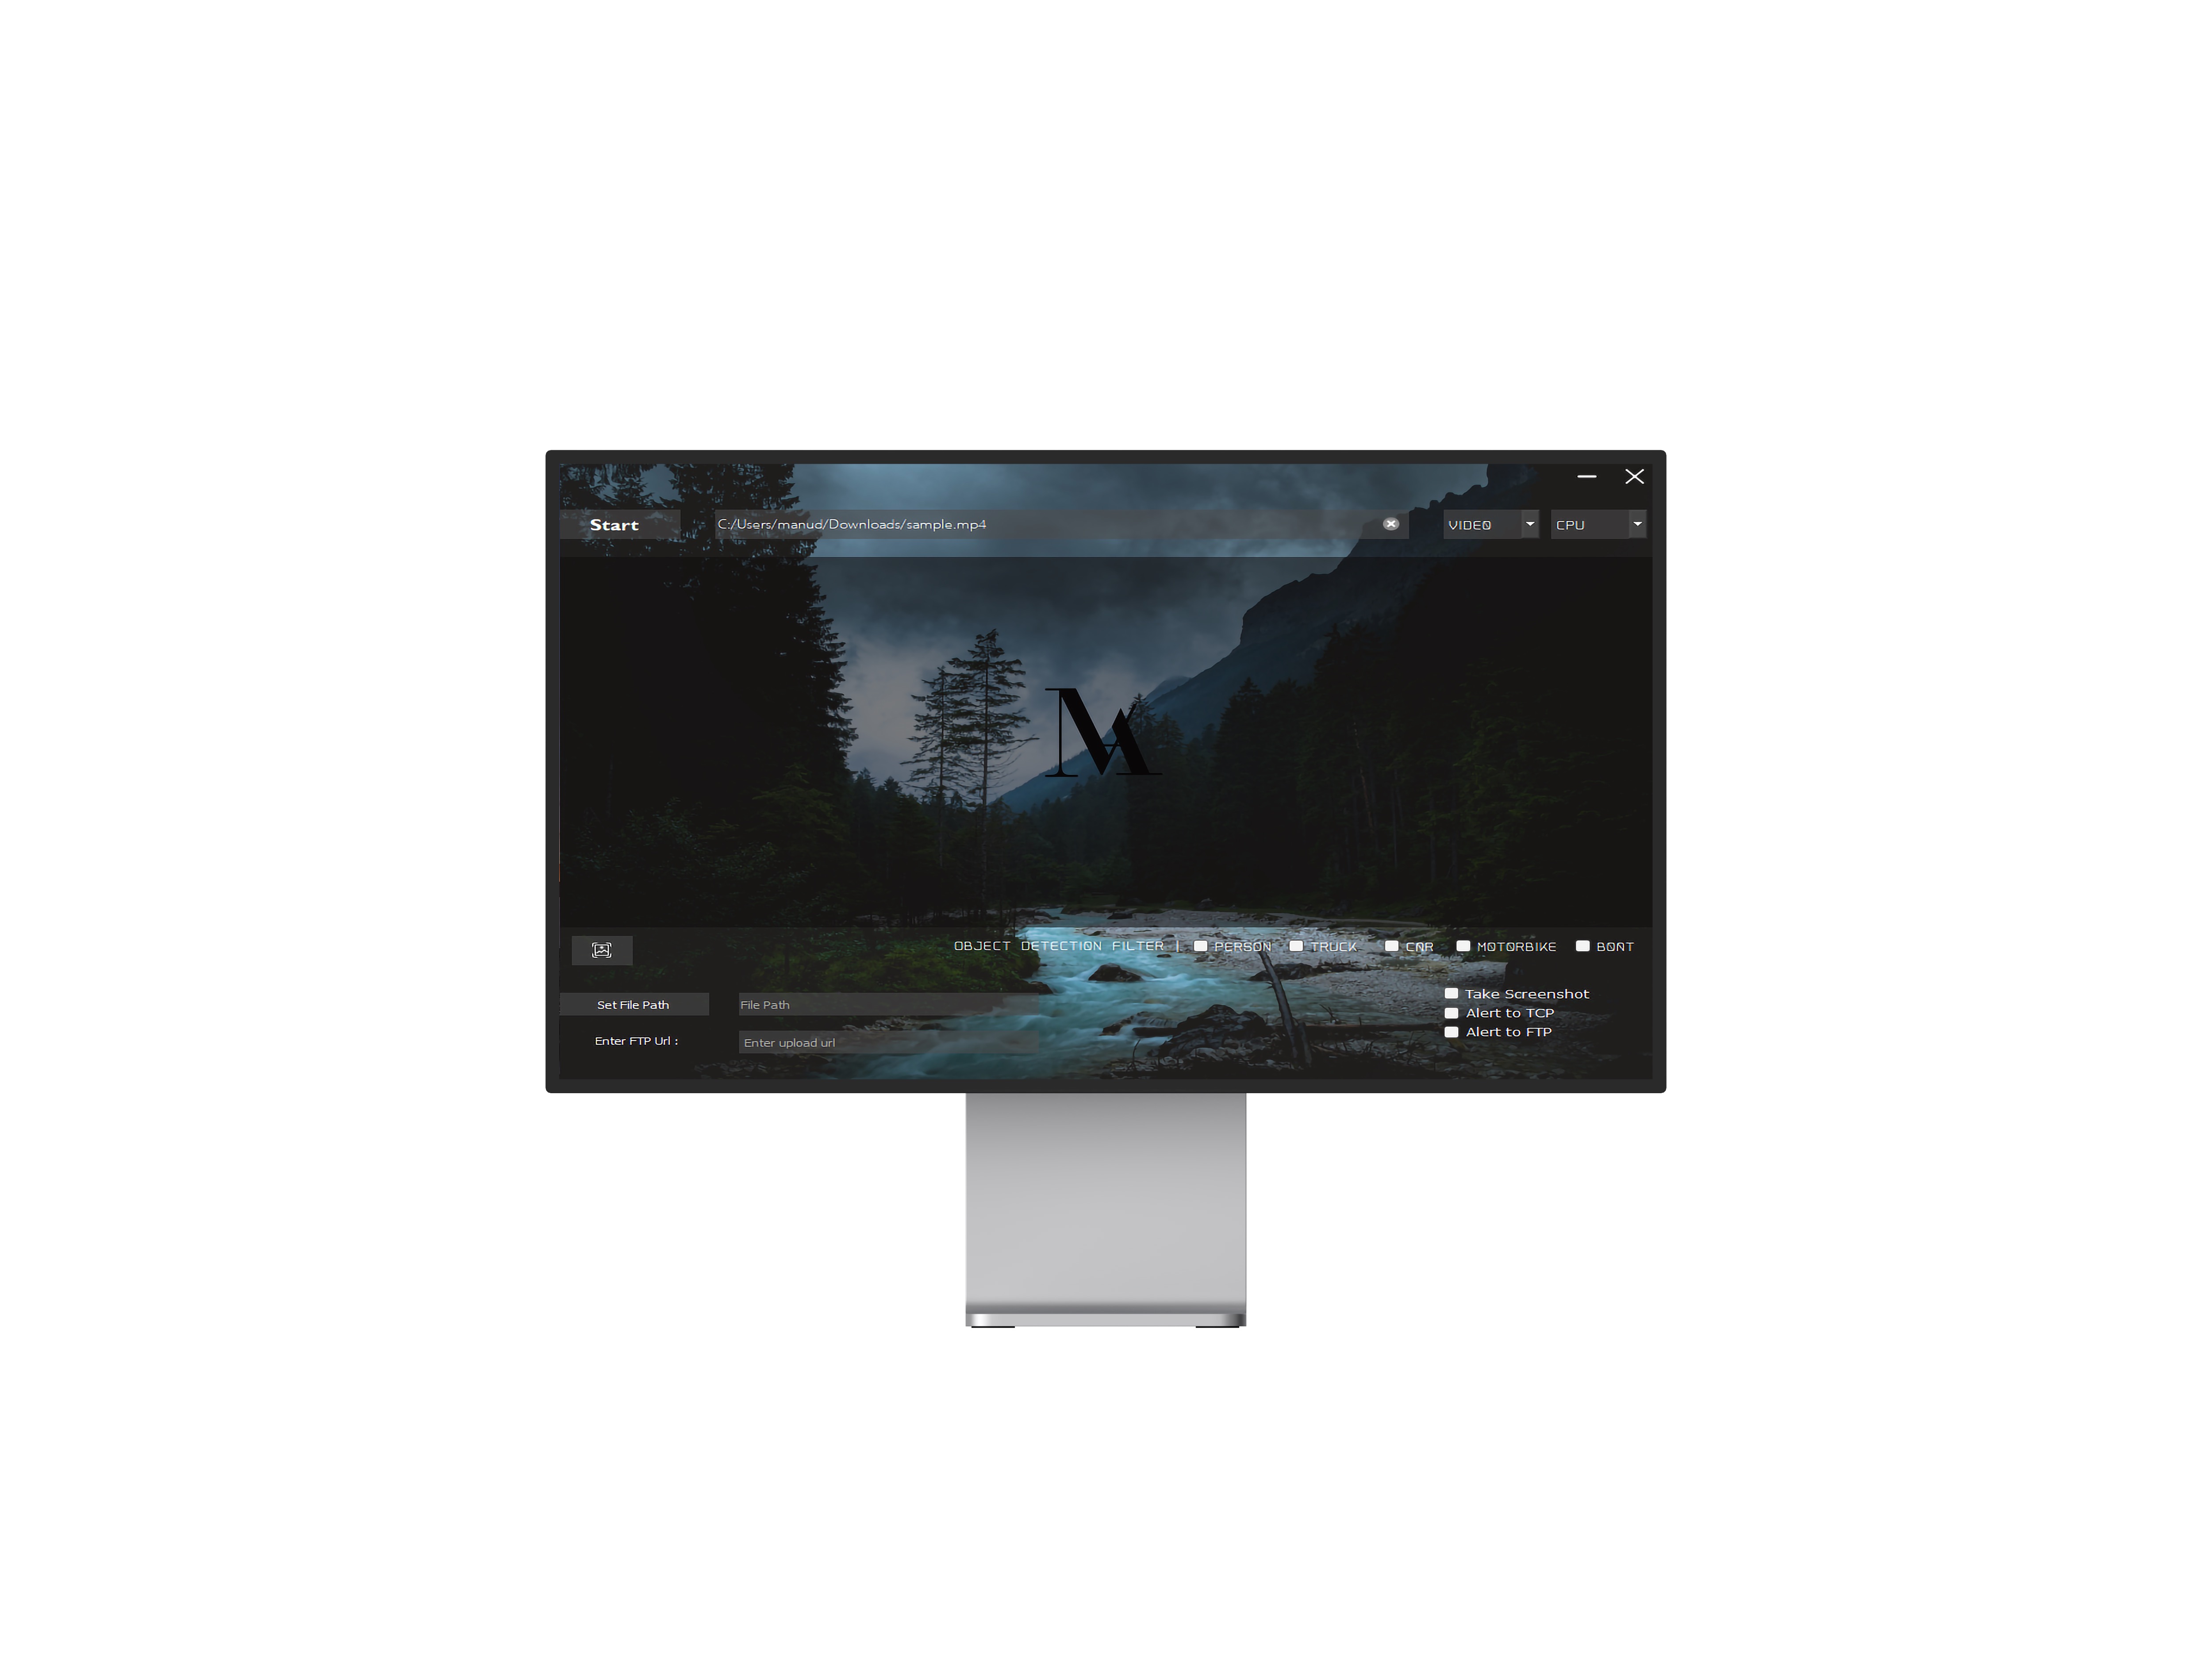 Start C:/Users/manud/Downloads/sample.mp4 VIDEO CPU
MA
OBJECT DETECTION FILTER | PERSON TRUCK CAR MOTORBIKE BOAT
Set File Path File Path
Take Screenshot
Alert to TCP
Alert to FTP
Enter FTP Url : Enter upload url